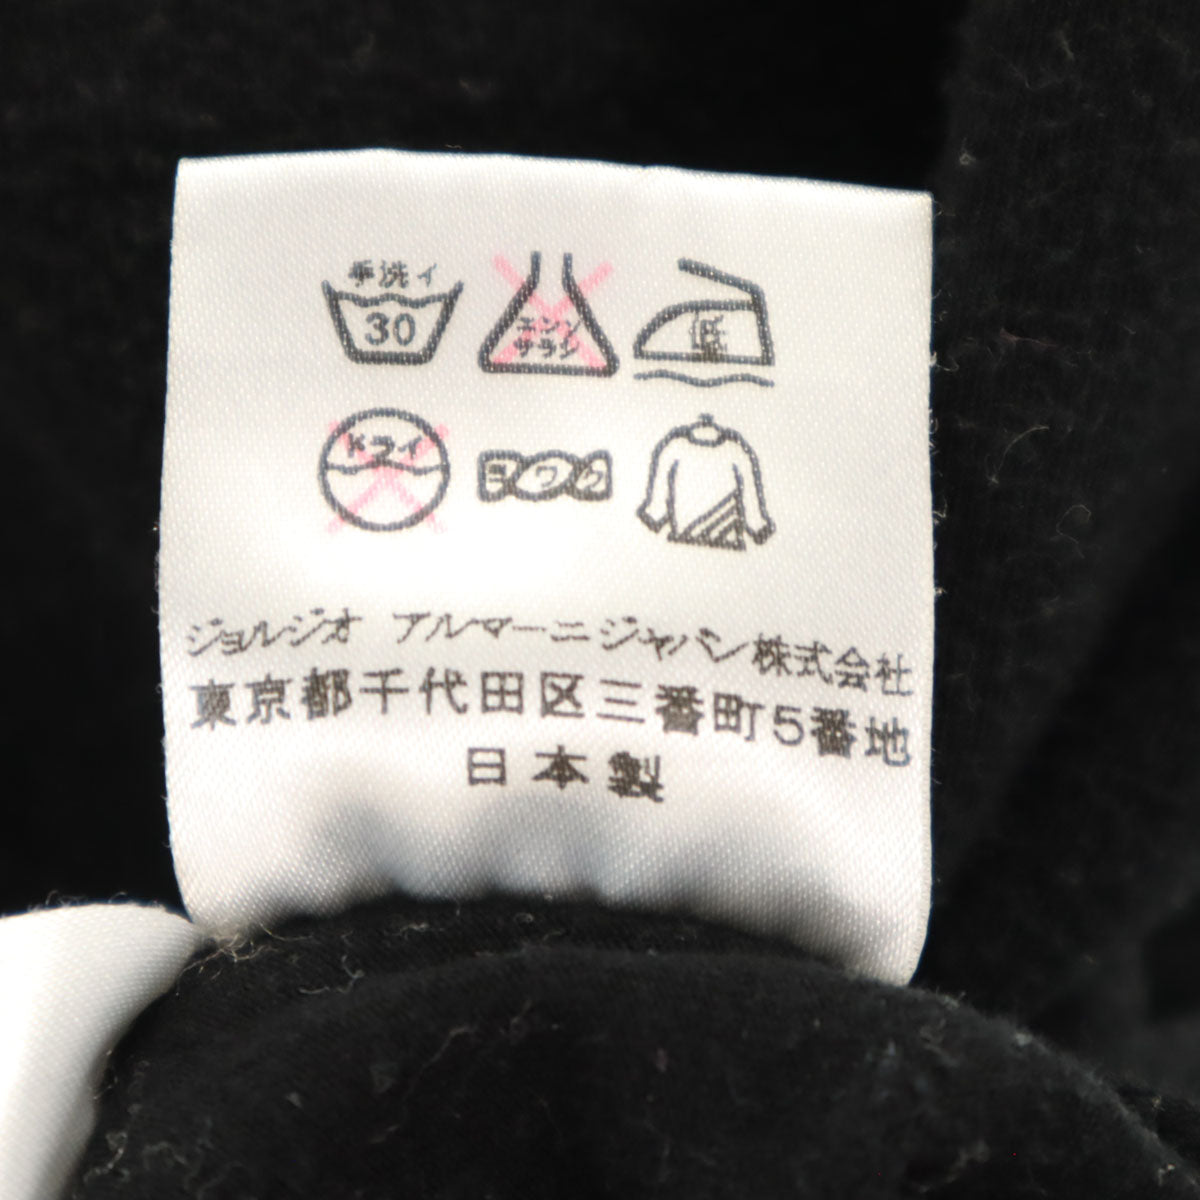 手洗イ
30
エンソ
サラシ
低
ドライ
ヨワク
ジョルジオ アルマーニジャパン株式会社
東京都千代田区三番町5番地
日本製